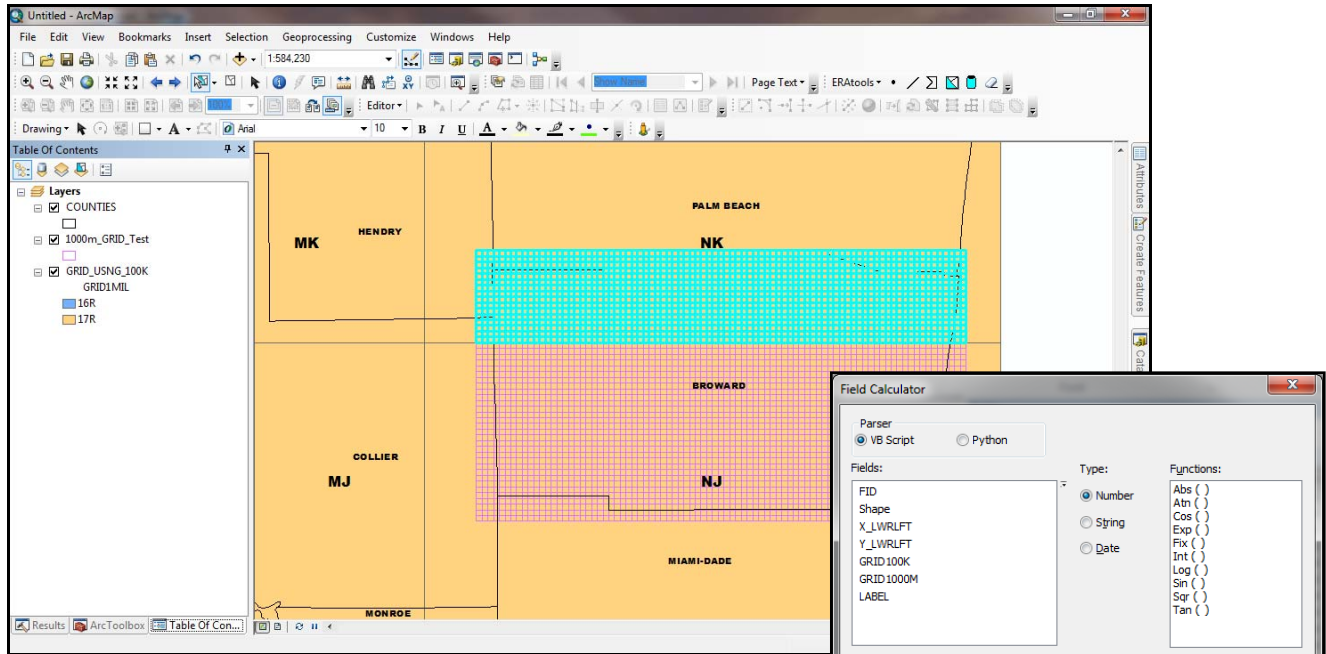 Untitled - ArcMap
File Edit View Bookmarks Insert Selection Geoprocessing Customize Windows Help
1:584,230
Show Name Page Text ERAtools
100% Editor
Drawing A Arial 10 B I U A
Table Of Contents
Layers
COUNTIES
1000m_GRID_Test
GRID_USNG_100K
GRID1MIL
16R
17R
Results ArcToolbox Table Of Con...
PALM BEACH
HENDRY
MK
NK
BROWARD
COLLIER
MJ
NJ
MIAMI-DADE
MONROE
Attributes
Create Features
Cata
Field Calculator
Parser
VB Script Python
Fields: Type: Functions:
FID
Shape
X_LWRLFT
Y_LWRLFT
GRID100K
GRID1000M
LABEL
Number
String
Date
Abs ( )
Atn ( )
Cos ( )
Exp ( )
Fix ( )
Int ( )
Log ( )
Sin ( )
Sqr ( )
Tan ( )